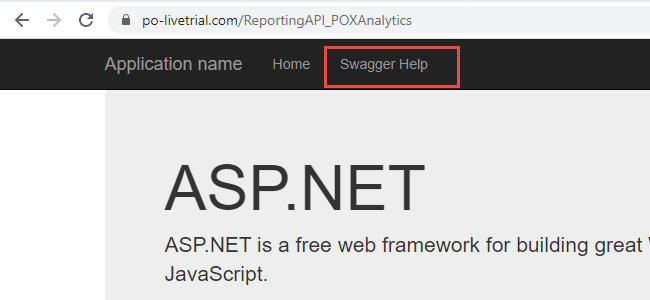 po-livetrial.com/ReportingAPI_POXAnalytics
Application name Home Swagger Help
ASP.NET
ASP.NET is a free web framework for building great
JavaScript.